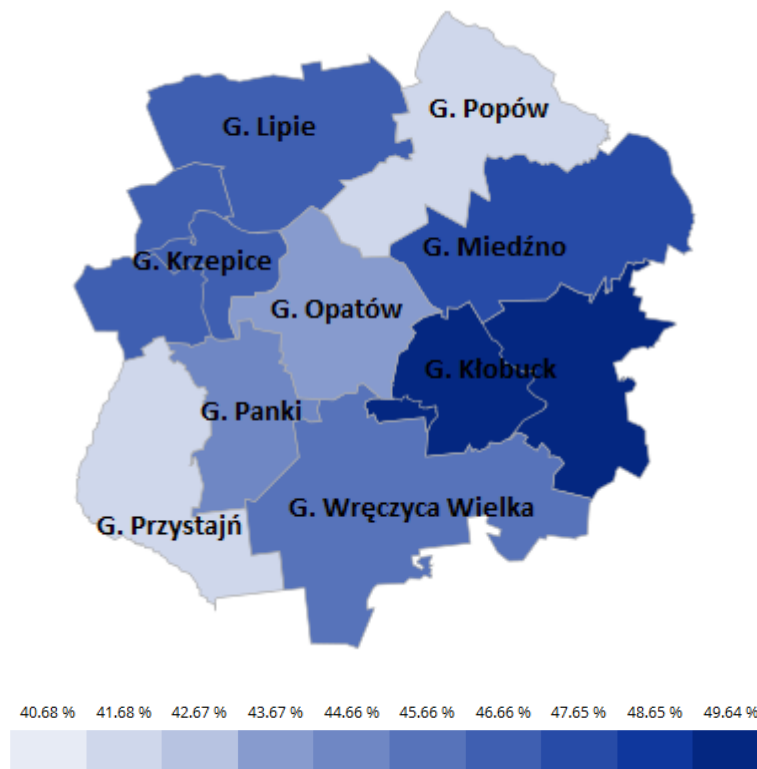 G. Popów
G. Lipie
G. Miedźno
G. Krzepice
G. Opatów
G. Kłobuck
G. Panki
G. Wręczyca Wielka
G. Przystajń
40.68 % 41.68 % 42.67 % 43.67 % 44.66 % 45.66 % 46.66 % 47.65 % 48.65 % 49.64 %